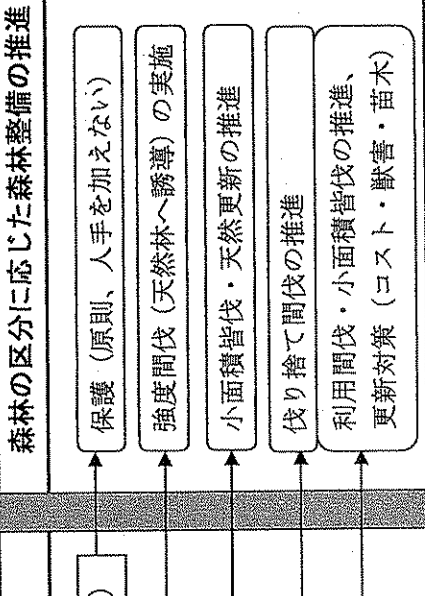 森林の区分に応じた森林整備の推進
保護（原則、人手を加えない）
強度間伐（天然林へ誘導）の実施
小面積皆伐・天然更新の推進
伐り捨て間伐の推進
利用間伐・小面積皆伐の推進、
更新対策（コスト・獣害・苗木）
）